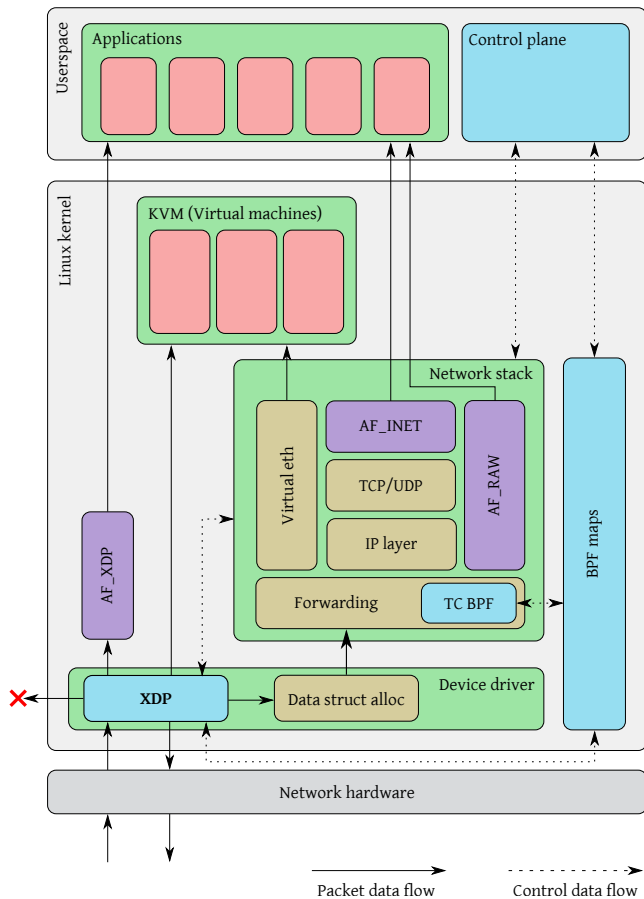 Userspace
Applications
Control plane
Linux kernel
KVM (Virtual machines)
Network stack
Virtual eth
AF_INET
TCP/UDP
IP layer
AF_RAW
BPF maps
AF_XDP
Forwarding
TC BPF
Device driver
XDP
Data struct alloc
Network hardware
Packet data flow
Control data flow